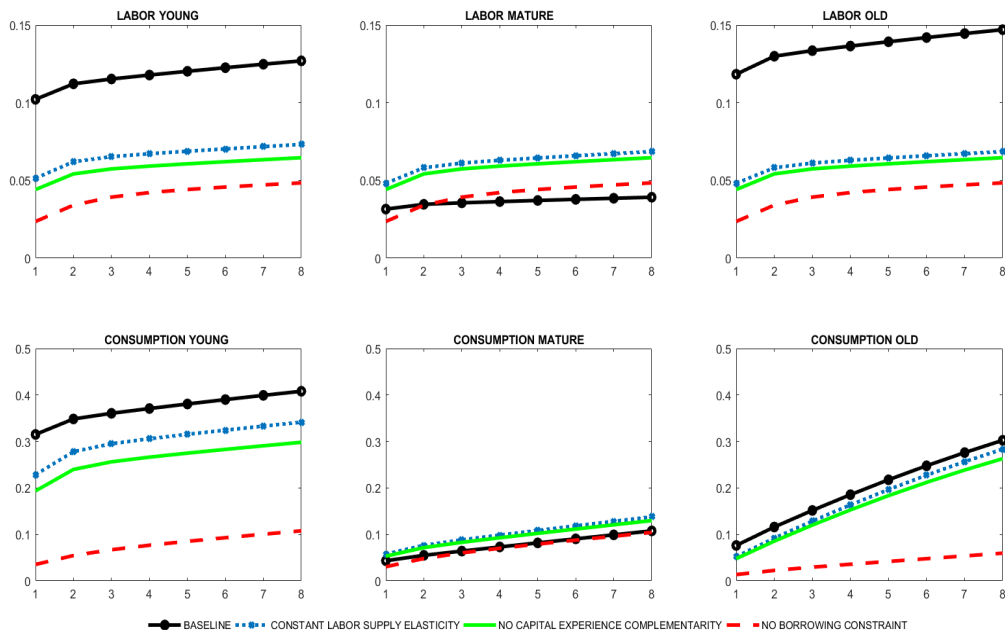 LABOR YOUNG LABOR MATURE LABOR OLD
0.15 0.15 0.15
0.1 0.1 0.1
0.05 0.05 0.05
0 0 0
1 2 3 4 5 6 7 8 1 2 3 4 5 6 7 8 1 2 3 4 5 6 7 8
CONSUMPTION YOUNG CONSUMPTION MATURE CONSUMPTION OLD
0.5 0.5 0.5
0.4 0.4 0.4
0.3 0.3 0.3
0.2 0.2 0.2
0.1 0.1 0.1
0 0 0
1 2 3 4 5 6 7 8 1 2 3 4 5 6 7 8 1 2 3 4 5 6 7 8
BASELINE CONSTANT LABOR SUPPLY ELASTICITY NO CAPITAL EXPERIENCE COMPLEMENTARITY NO BORROWING CONSTRAINT